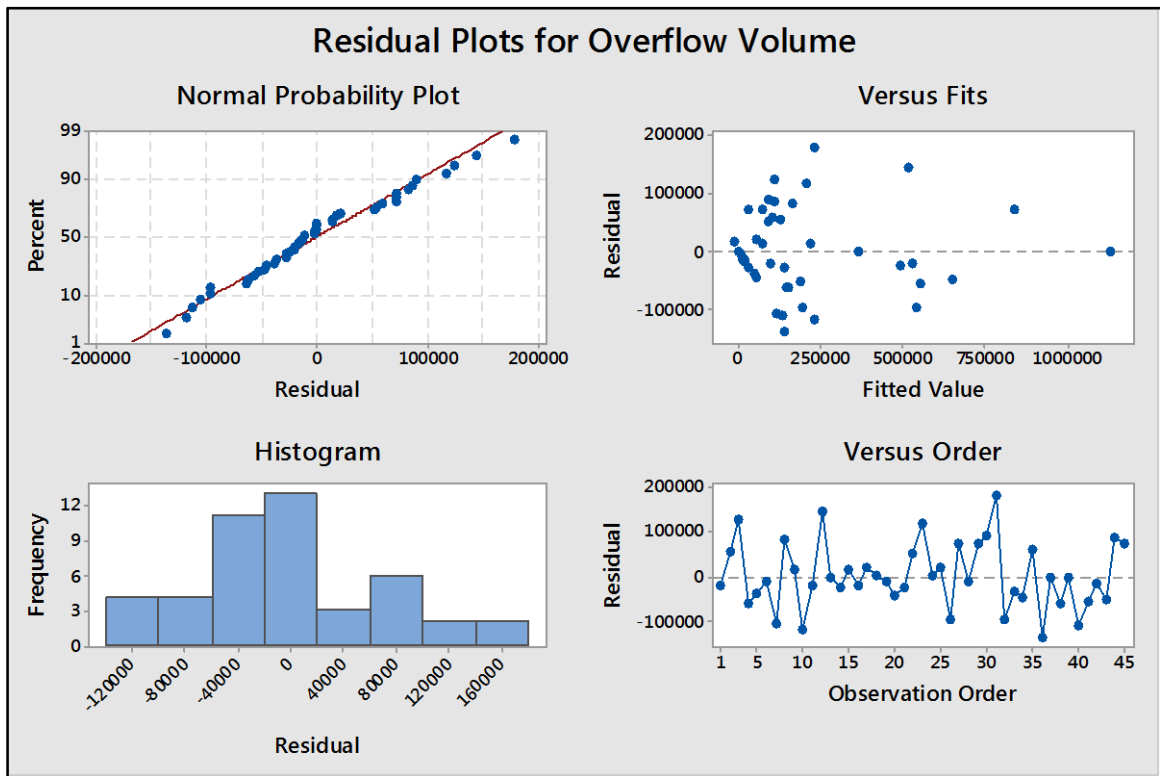 Residual Plots for Overflow Volume
Normal Probability Plot
Percent
99
90
50
10
1
-200000 -100000 0 100000 200000
Residual
Versus Fits
Residual
200000
100000
0
-100000
0 250000 500000 750000 1000000
Fitted Value
Histogram
Frequency
12
9
6
3
0
-120000 -80000 -40000 0 40000 80000 120000 160000
Residual
Versus Order
Residual
200000
100000
0
-100000
1 5 10 15 20 25 30 35 40 45
Observation Order